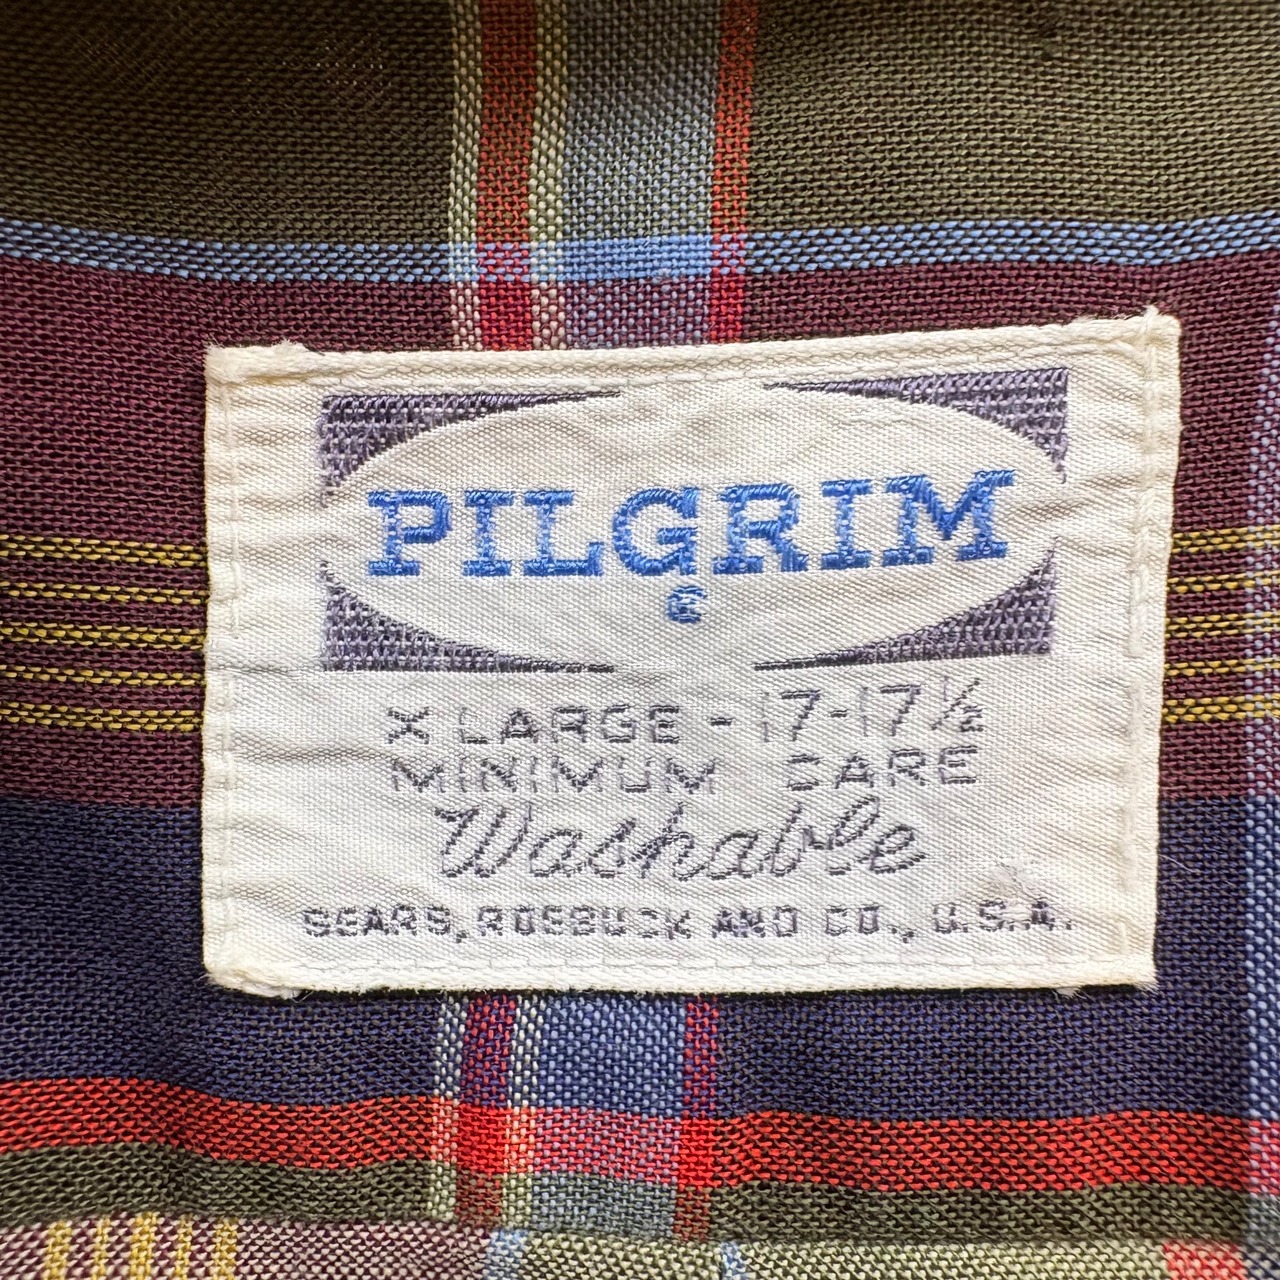 PILGRIM
®
X LARGE - 17-17½
MINIMUM CARE
Washable
SEARS, ROEBUCK AND CO., U.S.A.